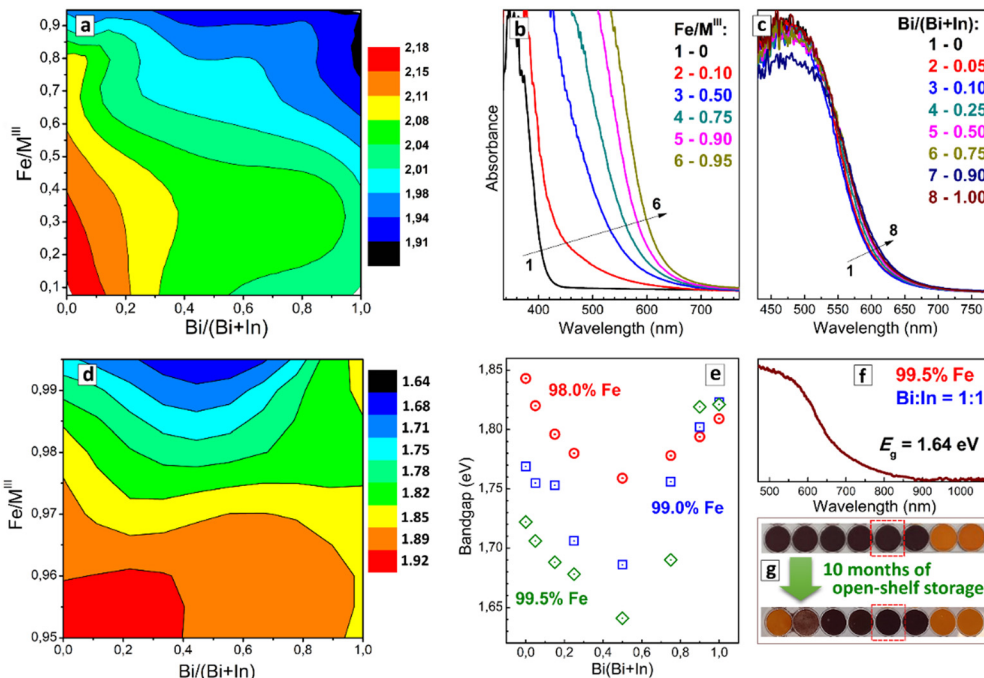 a
Fe/M^III
0,9
0,8
0,7
0,6
0,5
0,4
0,3
0,2
0,1
0,0 0,2 0,4 0,6 0,8 1,0
Bi/(Bi+In)
2,18
2,15
2,11
2,08
2,04
2,01
1,98
1,94
1,91
b
Absorbance
Fe/M^III:
1 - 0
2 - 0.10
3 - 0.50
4 - 0.75
5 - 0.90
6 - 0.95
6
1
400 500 600 700
Wavelength (nm)
c
Bi/(Bi+In):
1 - 0
2 - 0.05
3 - 0.10
4 - 0.25
5 - 0.50
6 - 0.75
7 - 0.90
8 - 1.00
8
1
450 500 550 600 650 700 750
Wavelength (nm)
d
Fe/M^III
0,99
0,98
0,97
0,96
0,95
0,0 0,2 0,4 0,6 0,8 1,0
Bi/(Bi+In)
1.64
1.68
1.71
1.75
1.78
1.82
1.85
1.89
1.92
e
Bandgap (eV)
1,85
1,80
1,75
1,70
1,65
98.0% Fe
99.0% Fe
99.5% Fe
0,0 0,2 0,4 0,6 0,8 1,0
Bi(Bi+In)
f
99.5% Fe
Bi:In = 1:1
Eg = 1.64 eV
500 600 700 800 900 1000
Wavelength (nm)
g
10 months of
open-shelf storage